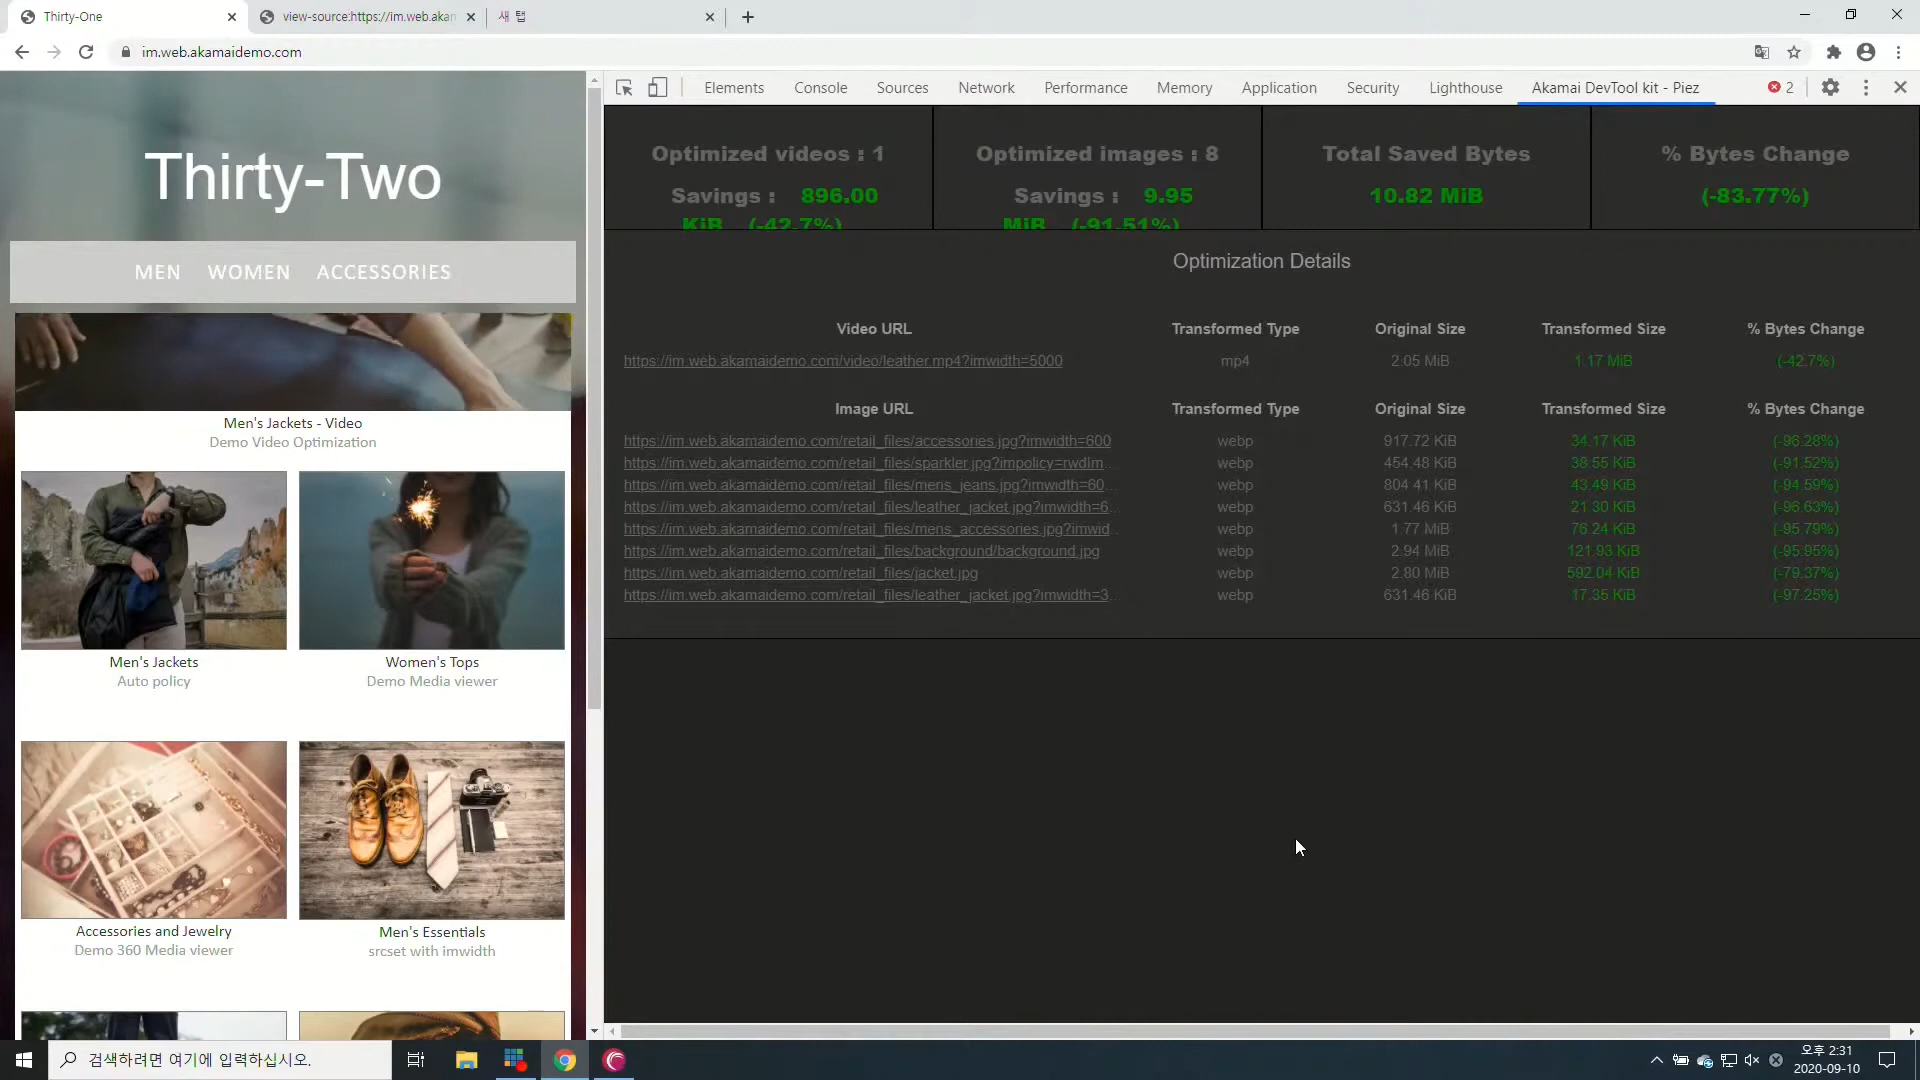 Thirty-One
view-source:https://im.web.akan
새 탭
im.web.akamaidemo.com
Elements Console Sources Network Performance Memory Application Security Lighthouse Akamai DevTool kit - Piez 2
Thirty-Two
MEN WOMEN ACCESSORIES
Men's Jackets - Video
Demo Video Optimization
Men's Jackets
Auto policy
Women's Tops
Demo Media viewer
Accessories and Jewelry
Demo 360 Media viewer
Men's Essentials
srcset with imwidth
Optimized videos : 1
Savings : 896.00
KiB (-42.7%)
Optimized images : 8
Savings : 9.95
MiB (-91.51%)
Total Saved Bytes
10.82 MiB
% Bytes Change
(-83.77%)
Optimization Details
Video URL Transformed Type Original Size Transformed Size % Bytes Change
https://im.web.akamaidemo.com/video/leather.mp4?imwidth=5000 mp4 2.05 MiB 1.17 MiB (-42.7%)
Image URL Transformed Type Original Size Transformed Size % Bytes Change
https://im.web.akamaidemo.com/retail_files/accessories.jpg?imwidth=600 webp 917.72 KiB 34.17 KiB (-96.28%)
https://im.web.akamaidemo.com/retail_files/sparkler.jpg?impolicy=rwdIm... webp 454.48 KiB 38.55 KiB (-91.52%)
https://im.web.akamaidemo.com/retail_files/mens_jeans.jpg?imwidth=60... webp 804.41 KiB 43.49 KiB (-94.59%)
https://im.web.akamaidemo.com/retail_files/leather_jacket.jpg?imwidth=6... webp 631.46 KiB 21.30 KiB (-96.63%)
https://im.web.akamaidemo.com/retail_files/mens_accessories.jpg?imwid... webp 1.77 MiB 76.24 KiB (-95.79%)
https://im.web.akamaidemo.com/retail_files/background/background.jpg webp 2.94 MiB 121.93 KiB (-95.95%)
https://im.web.akamaidemo.com/retail_files/jacket.jpg webp 2.80 MiB 592.04 KiB (-79.37%)
https://im.web.akamaidemo.com/retail_files/leather_jacket.jpg?imwidth=3... webp 631.46 KiB 17.35 KiB (-97.25%)
검색하려면 여기에 입력하십시오.
오후 2:31
2020-09-10